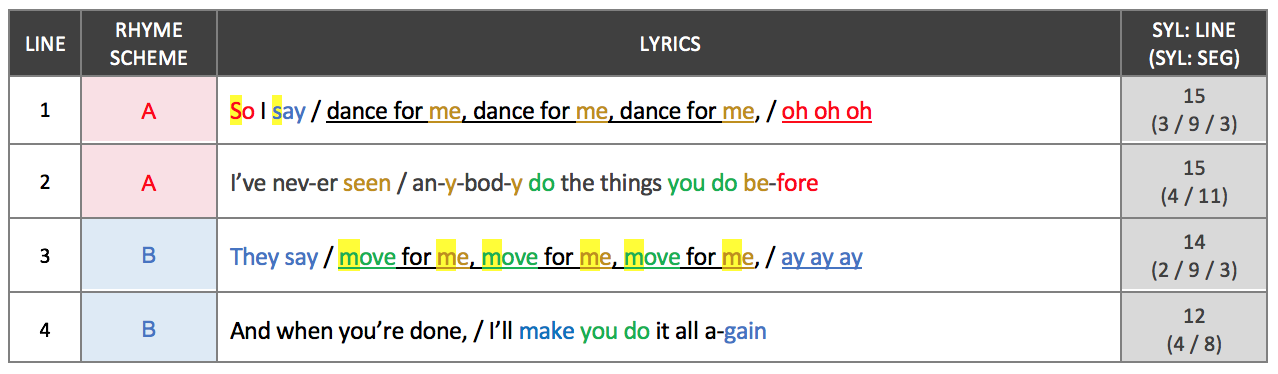 LINE
RHYME
SCHEME
LYRICS
SYL: LINE
(SYL: SEG)
1
A
So I say / dance for me, dance for me, dance for me, / oh oh oh
15
(3 / 9 / 3)
2
A
I’ve nev-er seen / an-y-bod-y do the things you do be-fore
15
(4 / 11)
3
B
They say / move for me, move for me, move for me, / ay ay ay
14
(2 / 9 / 3)
4
B
And when you’re done, / I’ll make you do it all a-gain
12
(4 / 8)